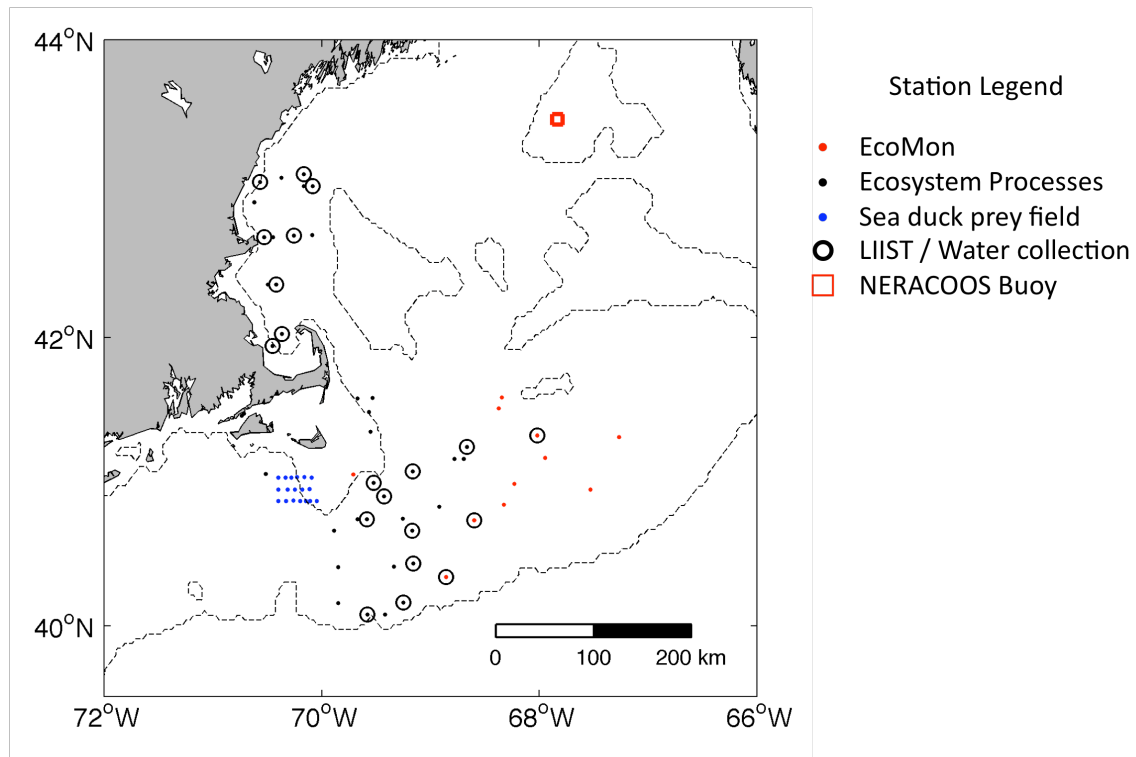 44°N
42°N
40°N
72°W
70°W
68°W
66°W
0
100
200 km
Station Legend
EcoMon
Ecosystem Processes
Sea duck prey field
LIIST / Water collection
NERACOOS Buoy